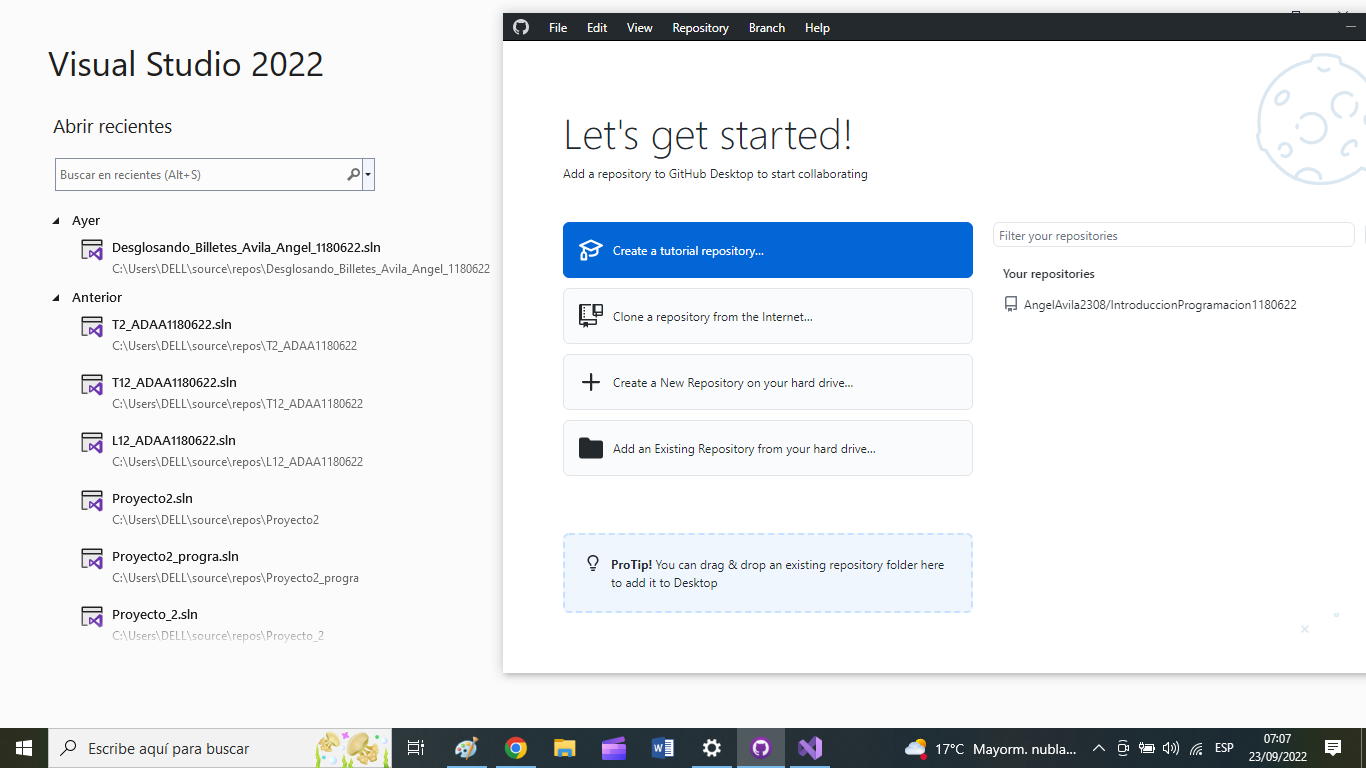 Visual Studio 2022
Abrir recientes
Buscar en recientes (Alt+S)
Ayer
Desglosando_Billetes_Avila_Angel_1180622.sln
C:\Users\DELL\source\repos\Desglosando_Billetes_Avila_Angel_1180622
Anterior
T2_ADAA1180622.sln
C:\Users\DELL\source\repos\T2_ADAA1180622
T12_ADAA1180622.sln
C:\Users\DELL\source\repos\T12_ADAA1180622
L12_ADAA1180622.sln
C:\Users\DELL\source\repos\L12_ADAA1180622
Proyecto2.sln
C:\Users\DELL\source\repos\Proyecto2
Proyecto2_progra.sln
C:\Users\DELL\source\repos\Proyecto2_progra
Proyecto_2.sln
C:\Users\DELL\source\repos\Proyecto_2
File Edit View Repository Branch Help
Let's get started!
Add a repository to GitHub Desktop to start collaborating
Create a tutorial repository...
Clone a repository from the Internet...
Create a New Repository on your hard drive...
Add an Existing Repository from your hard drive...
ProTip! You can drag & drop an existing repository folder here
to add it to Desktop
Filter your repositories
Your repositories
AngelAvila2308/IntroduccionProgramacion1180622
Escribe aquí para buscar
17°C Mayorm. nubla...
ESP
07:07
23/09/2022